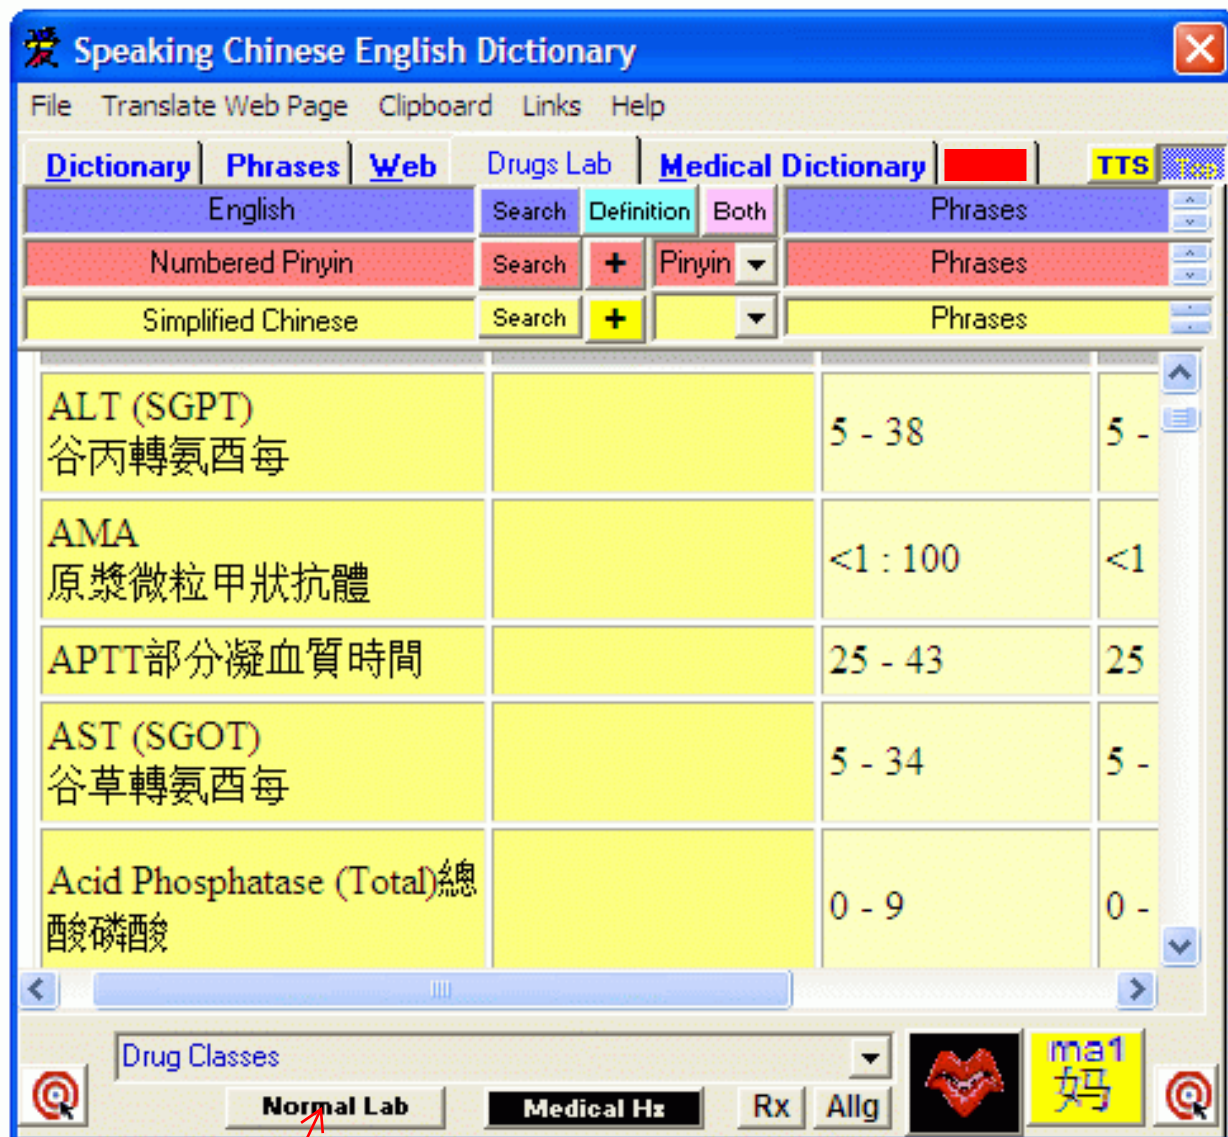 Speaking Chinese English Dictionary
File Translate Web Page Clipboard Links Help
Dictionary Phrases Web Drugs Lab Medical Dictionary TTS
English Search Definition Both Phrases
Numbered Pinyin Search + Pinyin Phrases
Simplified Chinese Search + Phrases
ALT (SGPT)
谷丙轉氨酉每
5 - 38 5 -
AMA
原漿微粒甲狀抗體
<1 : 100 <1
APTT部分凝血質時間 25 - 43 25
AST (SGOT)
谷草轉氨酉每
5 - 34 5 -
Acid Phosphatase (Total)總
酸磷酸
0 - 9 0 -
Drug Classes
ma1
妈
Normal Lab Medical Hx Rx Allg